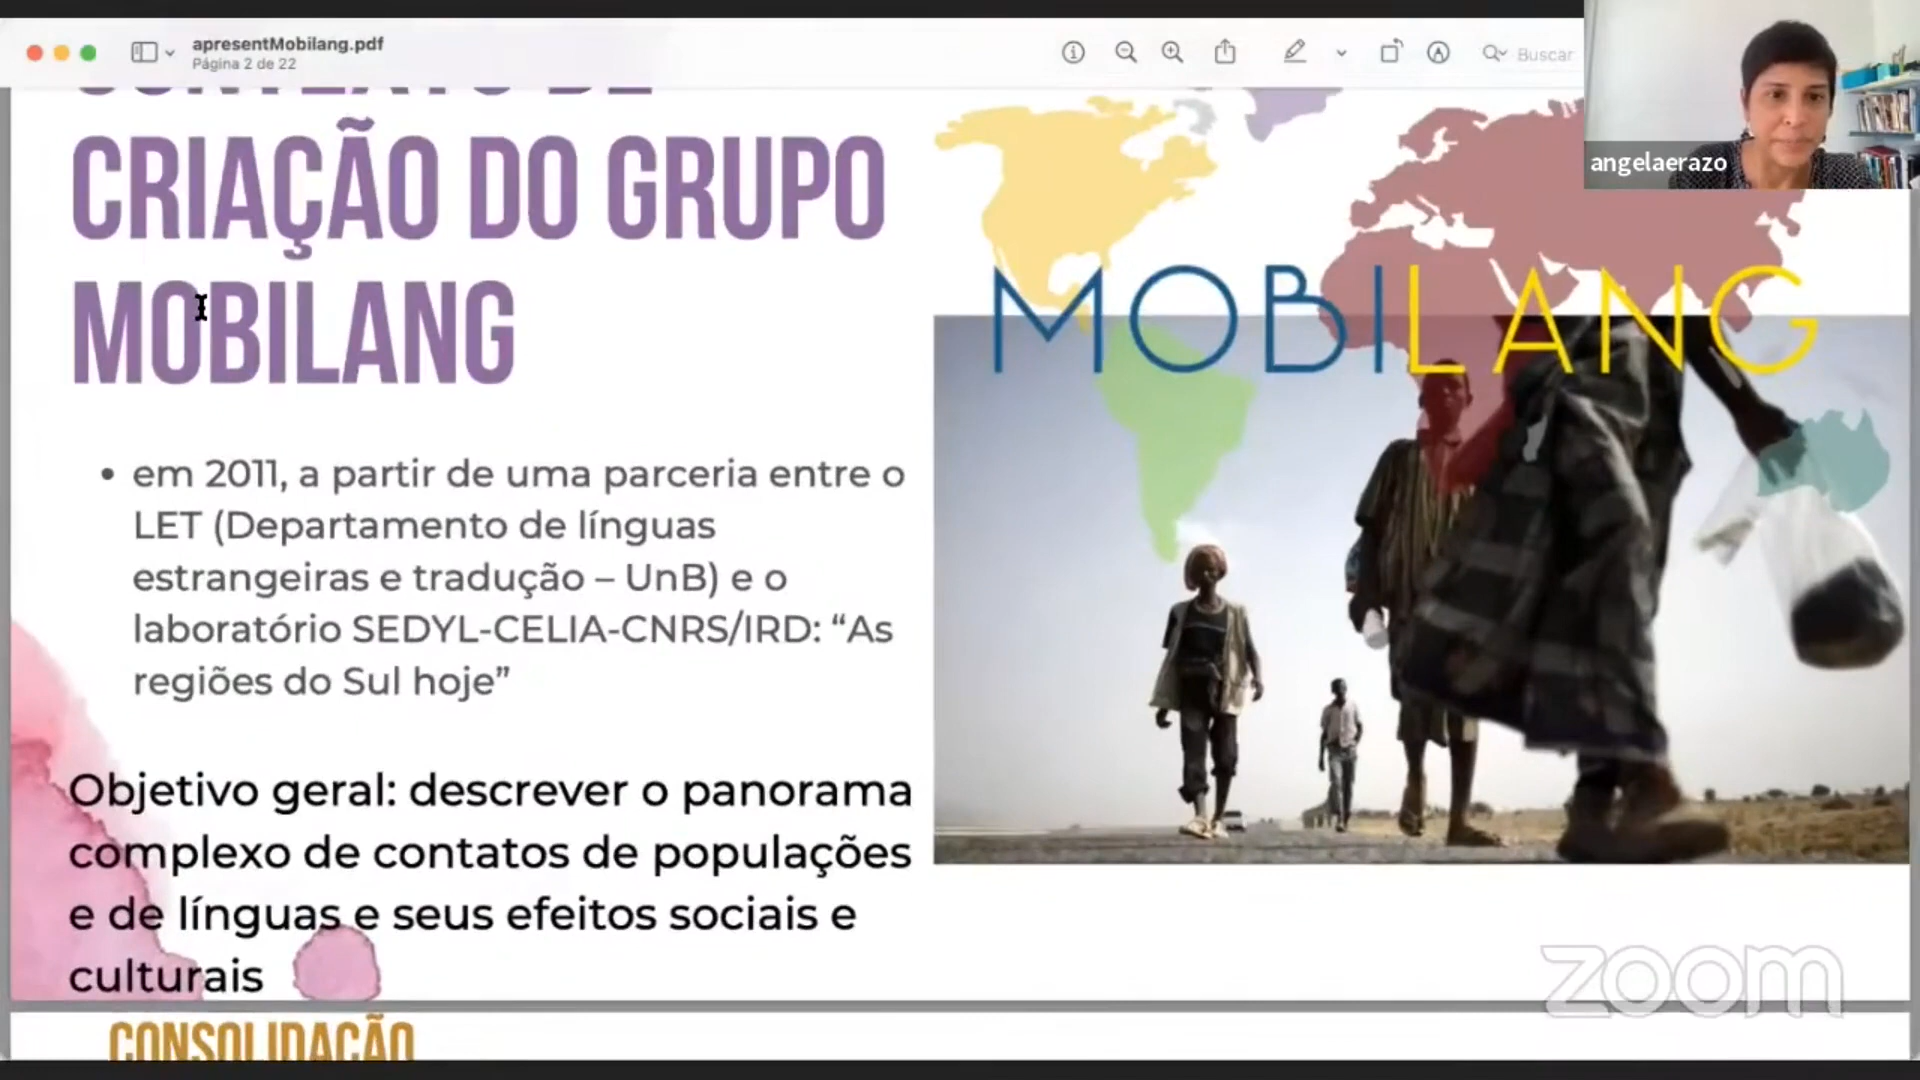 apresentMobilang.pdf
Página 2 de 22
Buscar
angelaerazo
CONTEXTO DE
CRIAÇÃO DO GRUPO
MOBILANG
MOBILANG
• em 2011, a partir de uma parceria entre o
LET (Departamento de línguas
estrangeiras e tradução – UnB) e o
laboratório SEDYL-CELIA-CNRS/IRD: “As
regiões do Sul hoje”
Objetivo geral: descrever o panorama
complexo de contatos de populações
e de línguas e seus efeitos sociais e
culturais
zoom
CONSOLIDAÇÃO